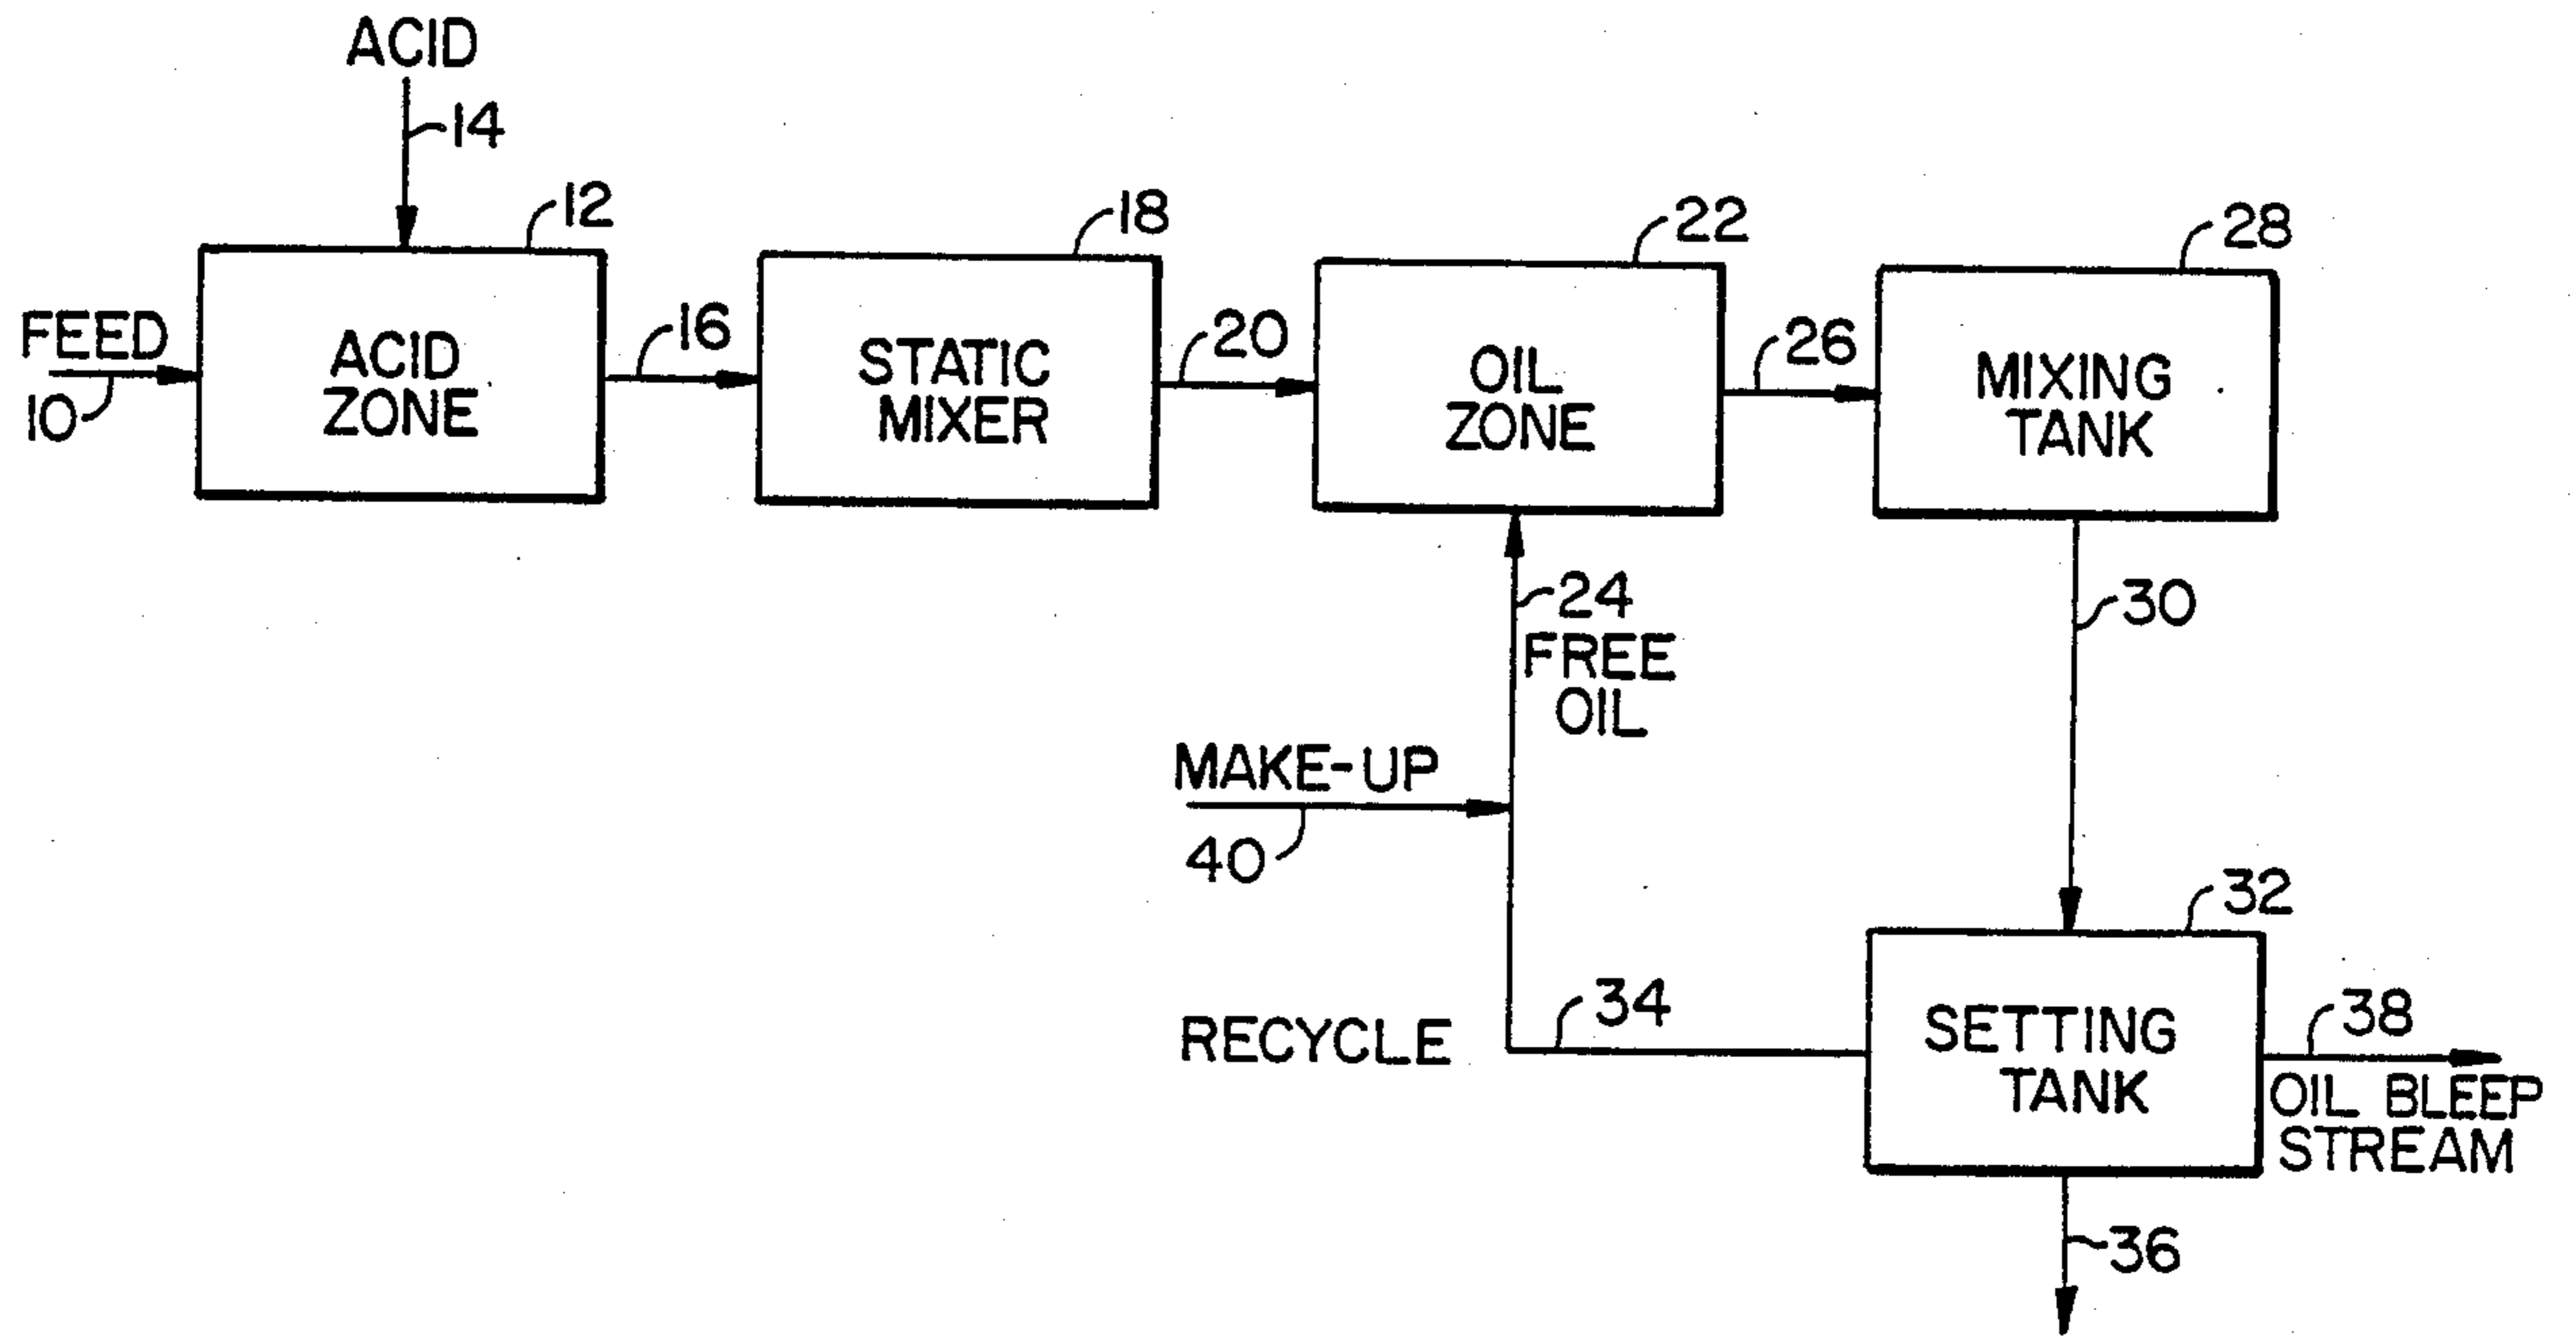 ACID
14
12
18
22
28
FEED
10
ACID
ZONE
16
STATIC
MIXER
20
OIL
ZONE
26
MIXING
TANK
24
FREE
OIL
30
MAKE-UP
40
32
RECYCLE
34
SETTING
TANK
38
OIL BLEEP
STREAM
36